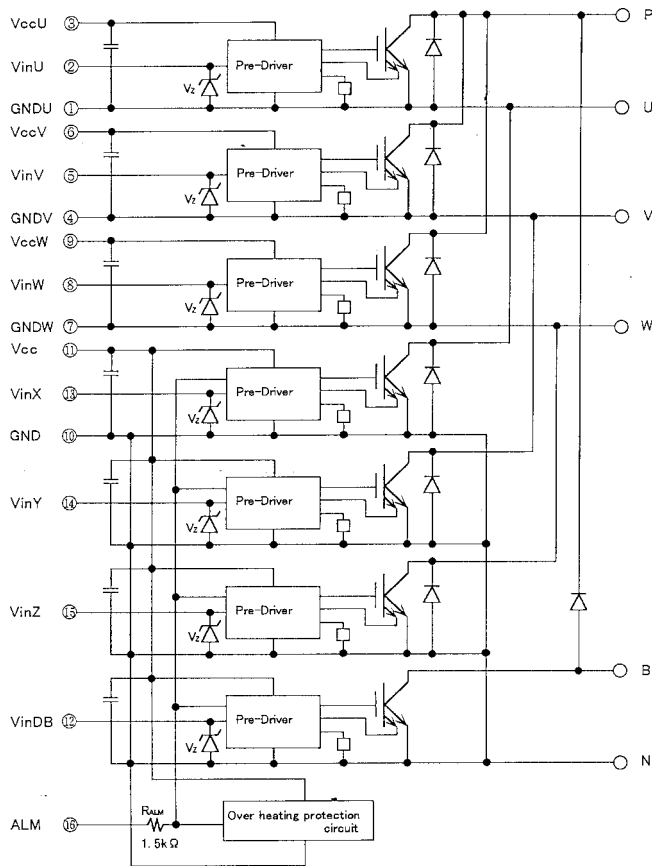 VccU ③ P
VinU ② Vz Pre-Driver
GNDU ① U
VccV ⑥
VinV ⑤ Vz Pre-Driver
GNDV ④ V
VccW ⑨
VinW ⑧ Vz Pre-Driver
GNDW ⑦ W
Vcc ⑪
VinX ⑬ Vz Pre-Driver
GND ⑩
VinY ⑭ Vz Pre-Driver
VinZ ⑮ Vz Pre-Driver
B
VinDB ⑫ Vz Pre-Driver
N
ALM ⑯ RALM Over heating protection
1.5kΩ circuit